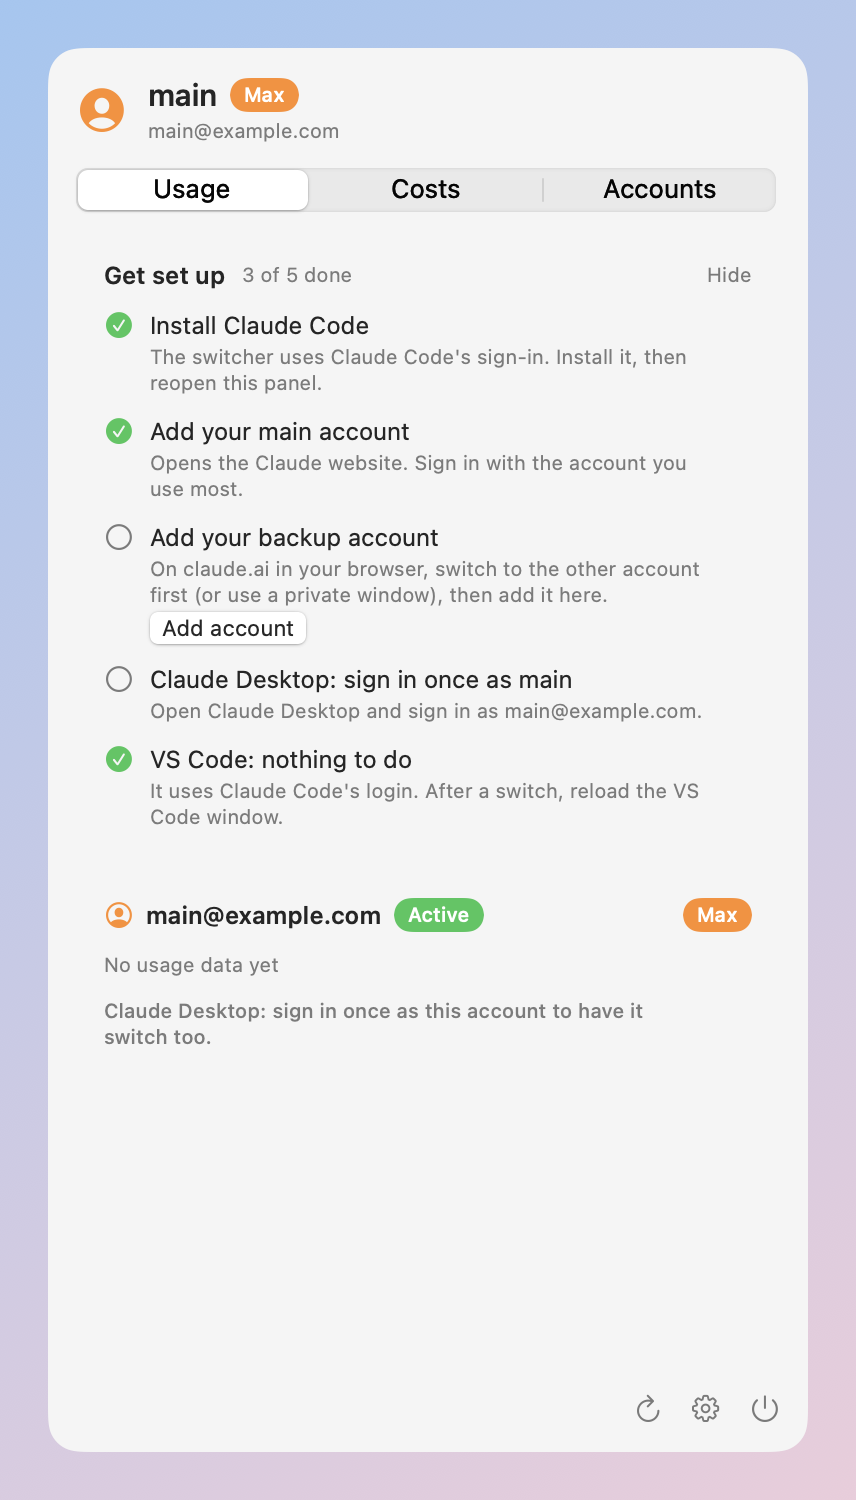 main Max
main@example.com
Usage Costs Accounts
Get set up 3 of 5 done Hide
Install Claude Code
The switcher uses Claude Code's sign-in. Install it, then
reopen this panel.
Add your main account
Opens the Claude website. Sign in with the account you
use most.
Add your backup account
On claude.ai in your browser, switch to the other account
first (or use a private window), then add it here.
Add account
Claude Desktop: sign in once as main
Open Claude Desktop and sign in as main@example.com.
VS Code: nothing to do
It uses Claude Code's login. After a switch, reload the VS
Code window.
main@example.com Active Max
No usage data yet
Claude Desktop: sign in once as this account to have it
switch too.